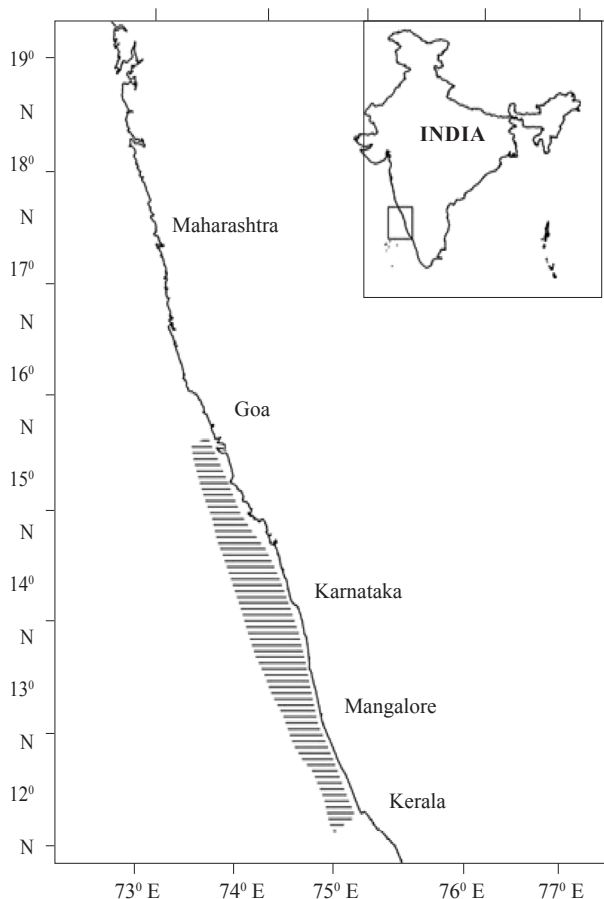 19⁰
N
18⁰
N
17⁰
N
16⁰
N
15⁰
N
14⁰
N
13⁰
N
12⁰
N
INDIA
Maharashtra
Goa
Karnataka
Mangalore
Kerala
73⁰ E 74⁰ E 75⁰ E 76⁰ E 77⁰ E